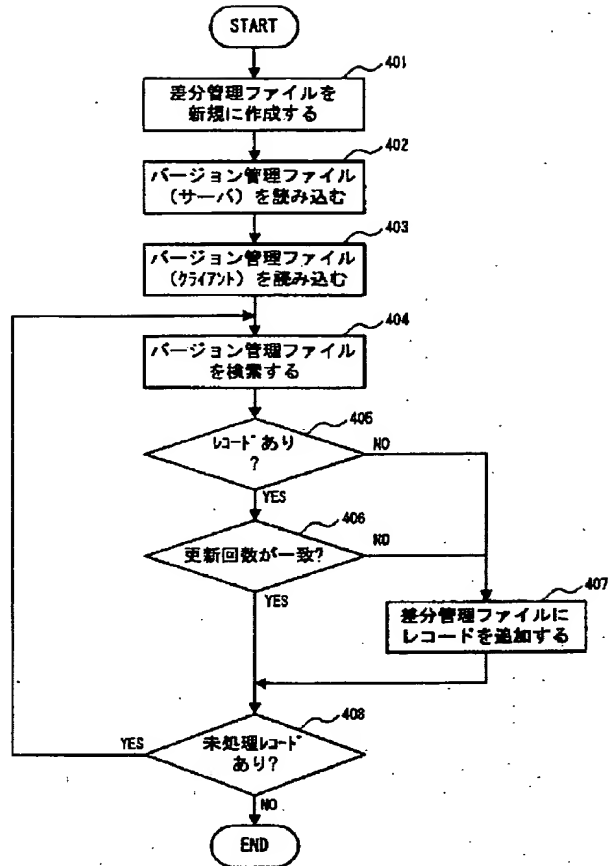 START
401
差分管理ファイルを
新規に作成する
402
バージョン管理ファイル
(サーバ)を読み込む
403
バージョン管理ファイル
(クライアント)を読み込む
404
バージョン管理ファイル
を検索する
405
レコードあり
?
NO
YES
406
更新回数が一致?
NO
YES
407
差分管理ファイルに
レコードを追加する
408
未処理レコード
あり?
YES
NO
END